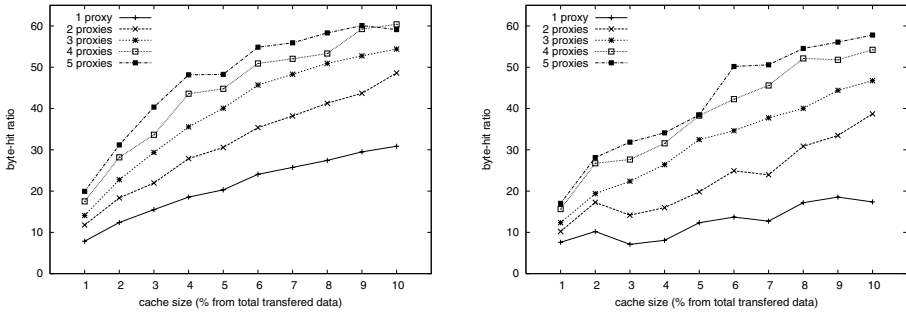 1 proxy
2 proxies
3 proxies
4 proxies
5 proxies
60
50
40
30
20
10
0
byte-hit ratio
1 2 3 4 5 6 7 8 9 10
cache size (% from total transfered data)
1 proxy
2 proxies
3 proxies
4 proxies
5 proxies
60
50
40
30
20
10
0
byte-hit ratio
1 2 3 4 5 6 7 8 9 10
cache size (% from total transfered data)